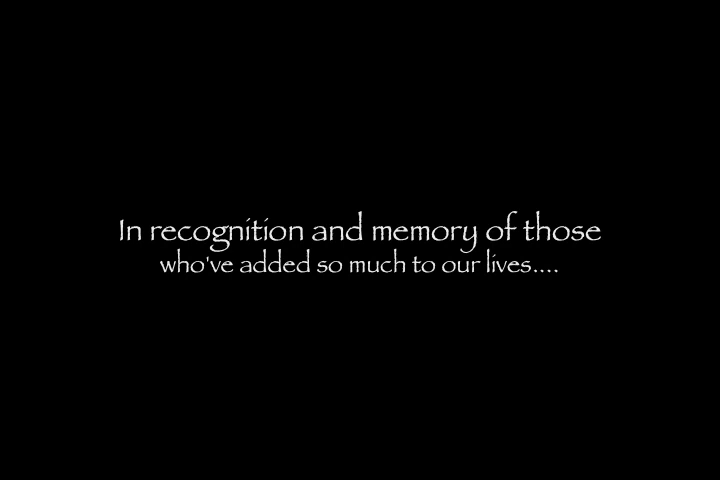 In recognition and memory of those
who've added so much to our lives....